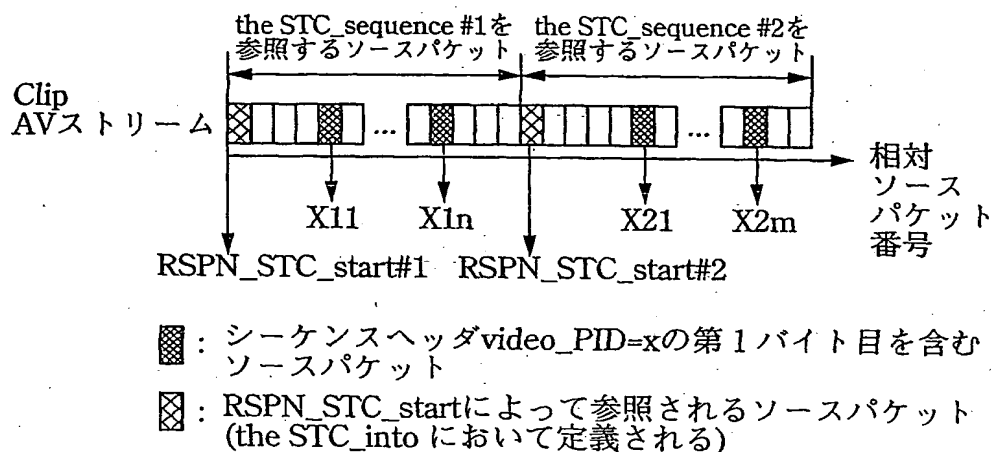 the STC_sequence #1を
参照するソースパケット
the STC_sequence #2を
参照するソースパケット
Clip
AVストリーム
...
...
相対
ソース
パケット
番号
X11
X1n
X21
X2m
RSPN_STC_start#1
RSPN_STC_start#2
: シーケンスヘッダvideo_PID=xの第1バイト目を含む
ソースパケット
: RSPN_STC_startによって参照されるソースパケット
(the STC_into において定義される)